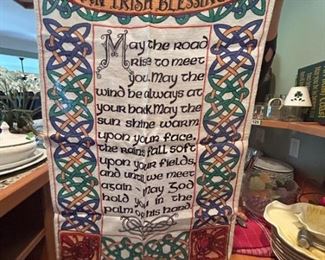 AN IRISH BLESSING
May the road
rise to meet
you. May the
wind be always at
your back. May the
sun shine warm
upon your face,
the rains fall soft
upon your fields,
and until we meet
again May God
hold you in the
palm of his hand.